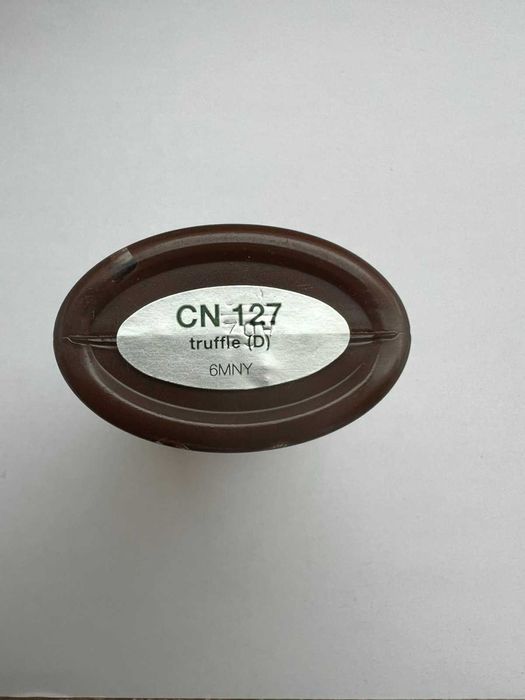 CN 127
truffle (D)
6MNY